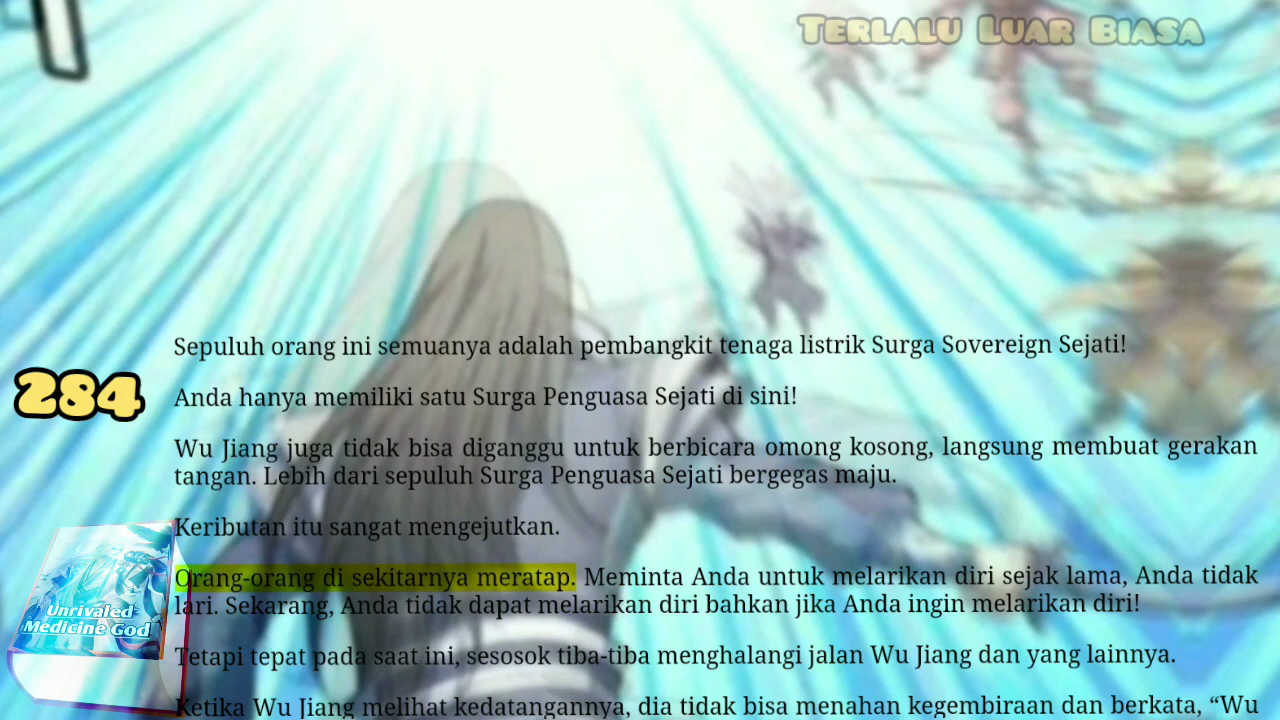 Terlalu Luar Biasa
Sepuluh orang ini semuanya adalah pembangkit tenaga listrik Surga Sovereign Sejati!
284
Anda hanya memiliki satu Surga Penguasa Sejati di sini!
Wu Jiang juga tidak bisa diganggu untuk berbicara omong kosong, langsung membuat gerakan
tangan. Lebih dari sepuluh Surga Penguasa Sejati bergegas maju.
Keributan itu sangat mengejutkan.
Orang-orang di sekitarnya meratap. Meminta Anda untuk melarikan diri sejak lama, Anda tidak
lari. Sekarang, Anda tidak dapat melarikan diri bahkan jika Anda ingin melarikan diri!
Unrivaled
Medicine God
Tetapi tepat pada saat ini, sesosok tiba-tiba menghalangi jalan Wu Jiang dan yang lainnya.
Ketika Wu Jiang melihat kedatangannya, dia tidak bisa menahan kegembiraan dan berkata, “Wu